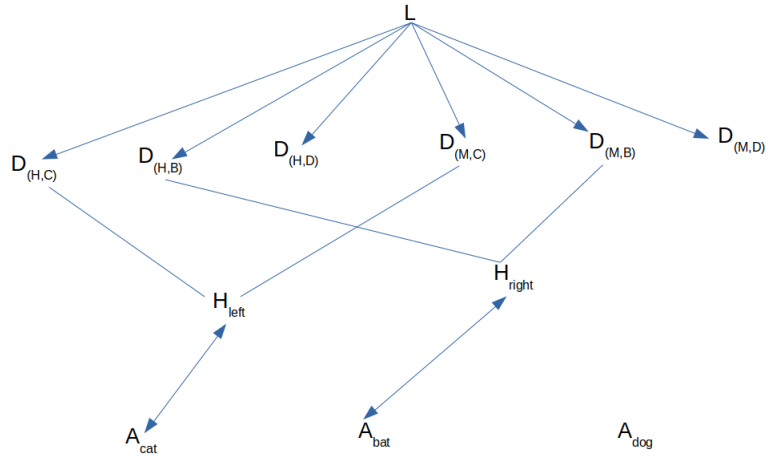 L
D(H,C) D(H,B) D(H,D) D(M,C) D(M,B) D(M,D)
Hleft Hright
Acat Abat Adog